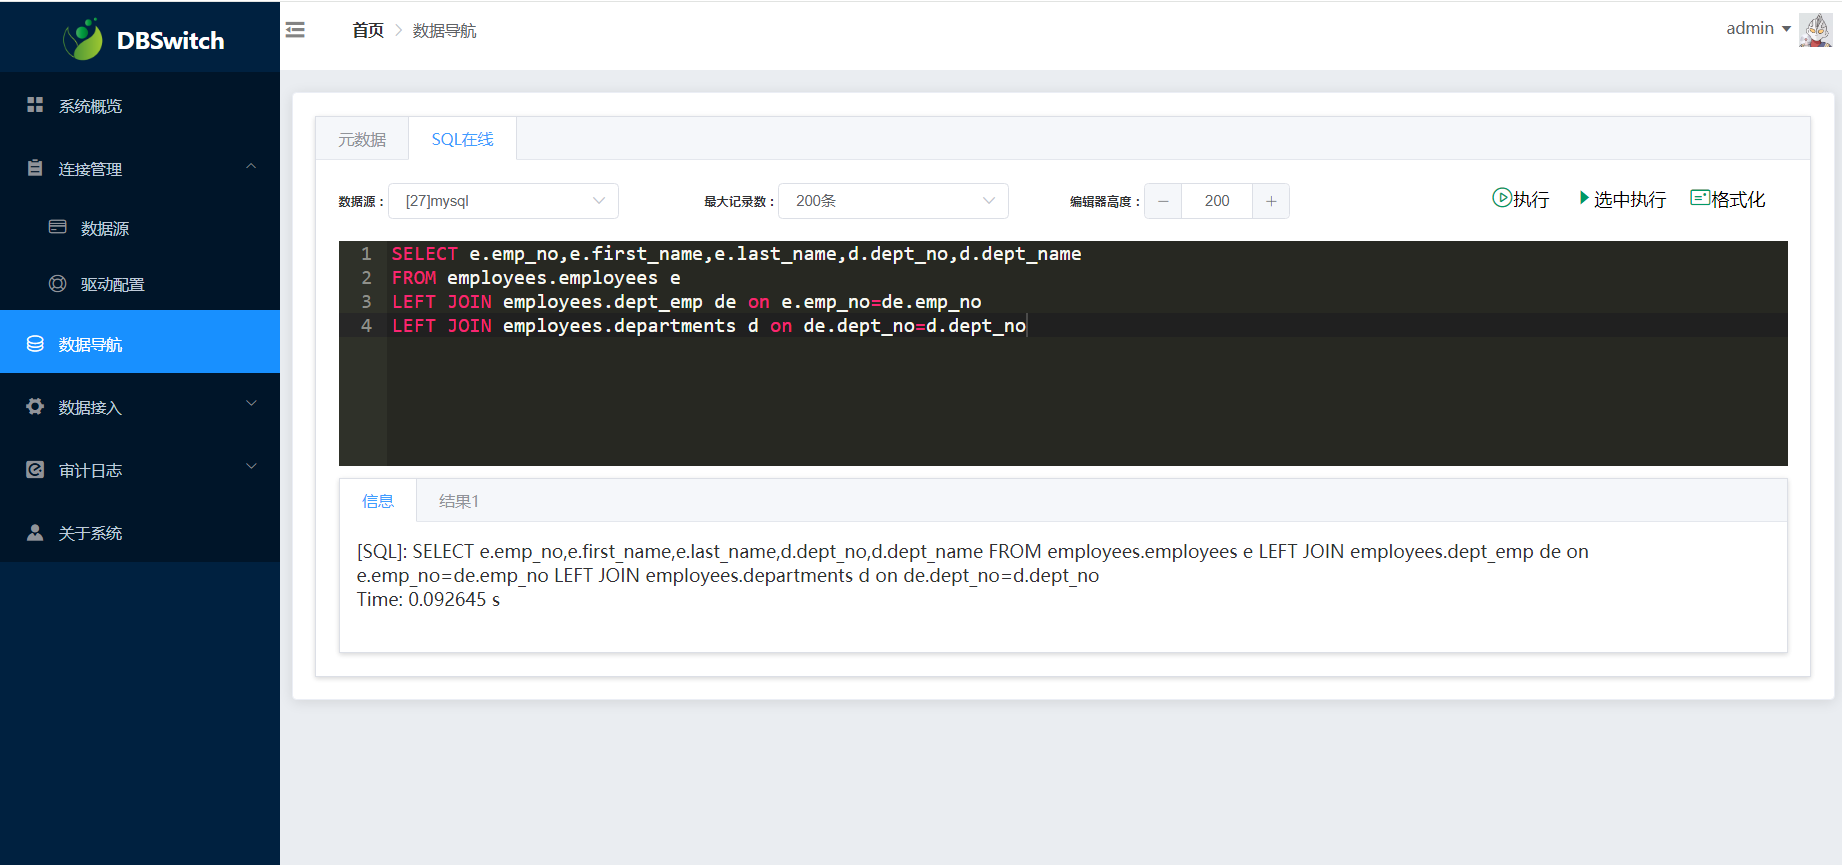 DBSwitch
首页
数据导航
admin
系统概览
连接管理
数据源
驱动配置
数据导航
数据接入
审计日志
关于系统
元数据
SQL在线
数据源：
[27]mysql
最大记录数：
200条
编辑器高度：
200
执行
选中执行
格式化
1 SELECT e.emp_no,e.first_name,e.last_name,d.dept_no,d.dept_name
2 FROM employees.employees e
3 LEFT JOIN employees.dept_emp de on e.emp_no=de.emp_no
4 LEFT JOIN employees.departments d on de.dept_no=d.dept_no
信息
结果1
[SQL]: SELECT e.emp_no,e.first_name,e.last_name,d.dept_no,d.dept_name FROM employees.employees e LEFT JOIN employees.dept_emp de on
e.emp_no=de.emp_no LEFT JOIN employees.departments d on de.dept_no=d.dept_no
Time: 0.092645 s